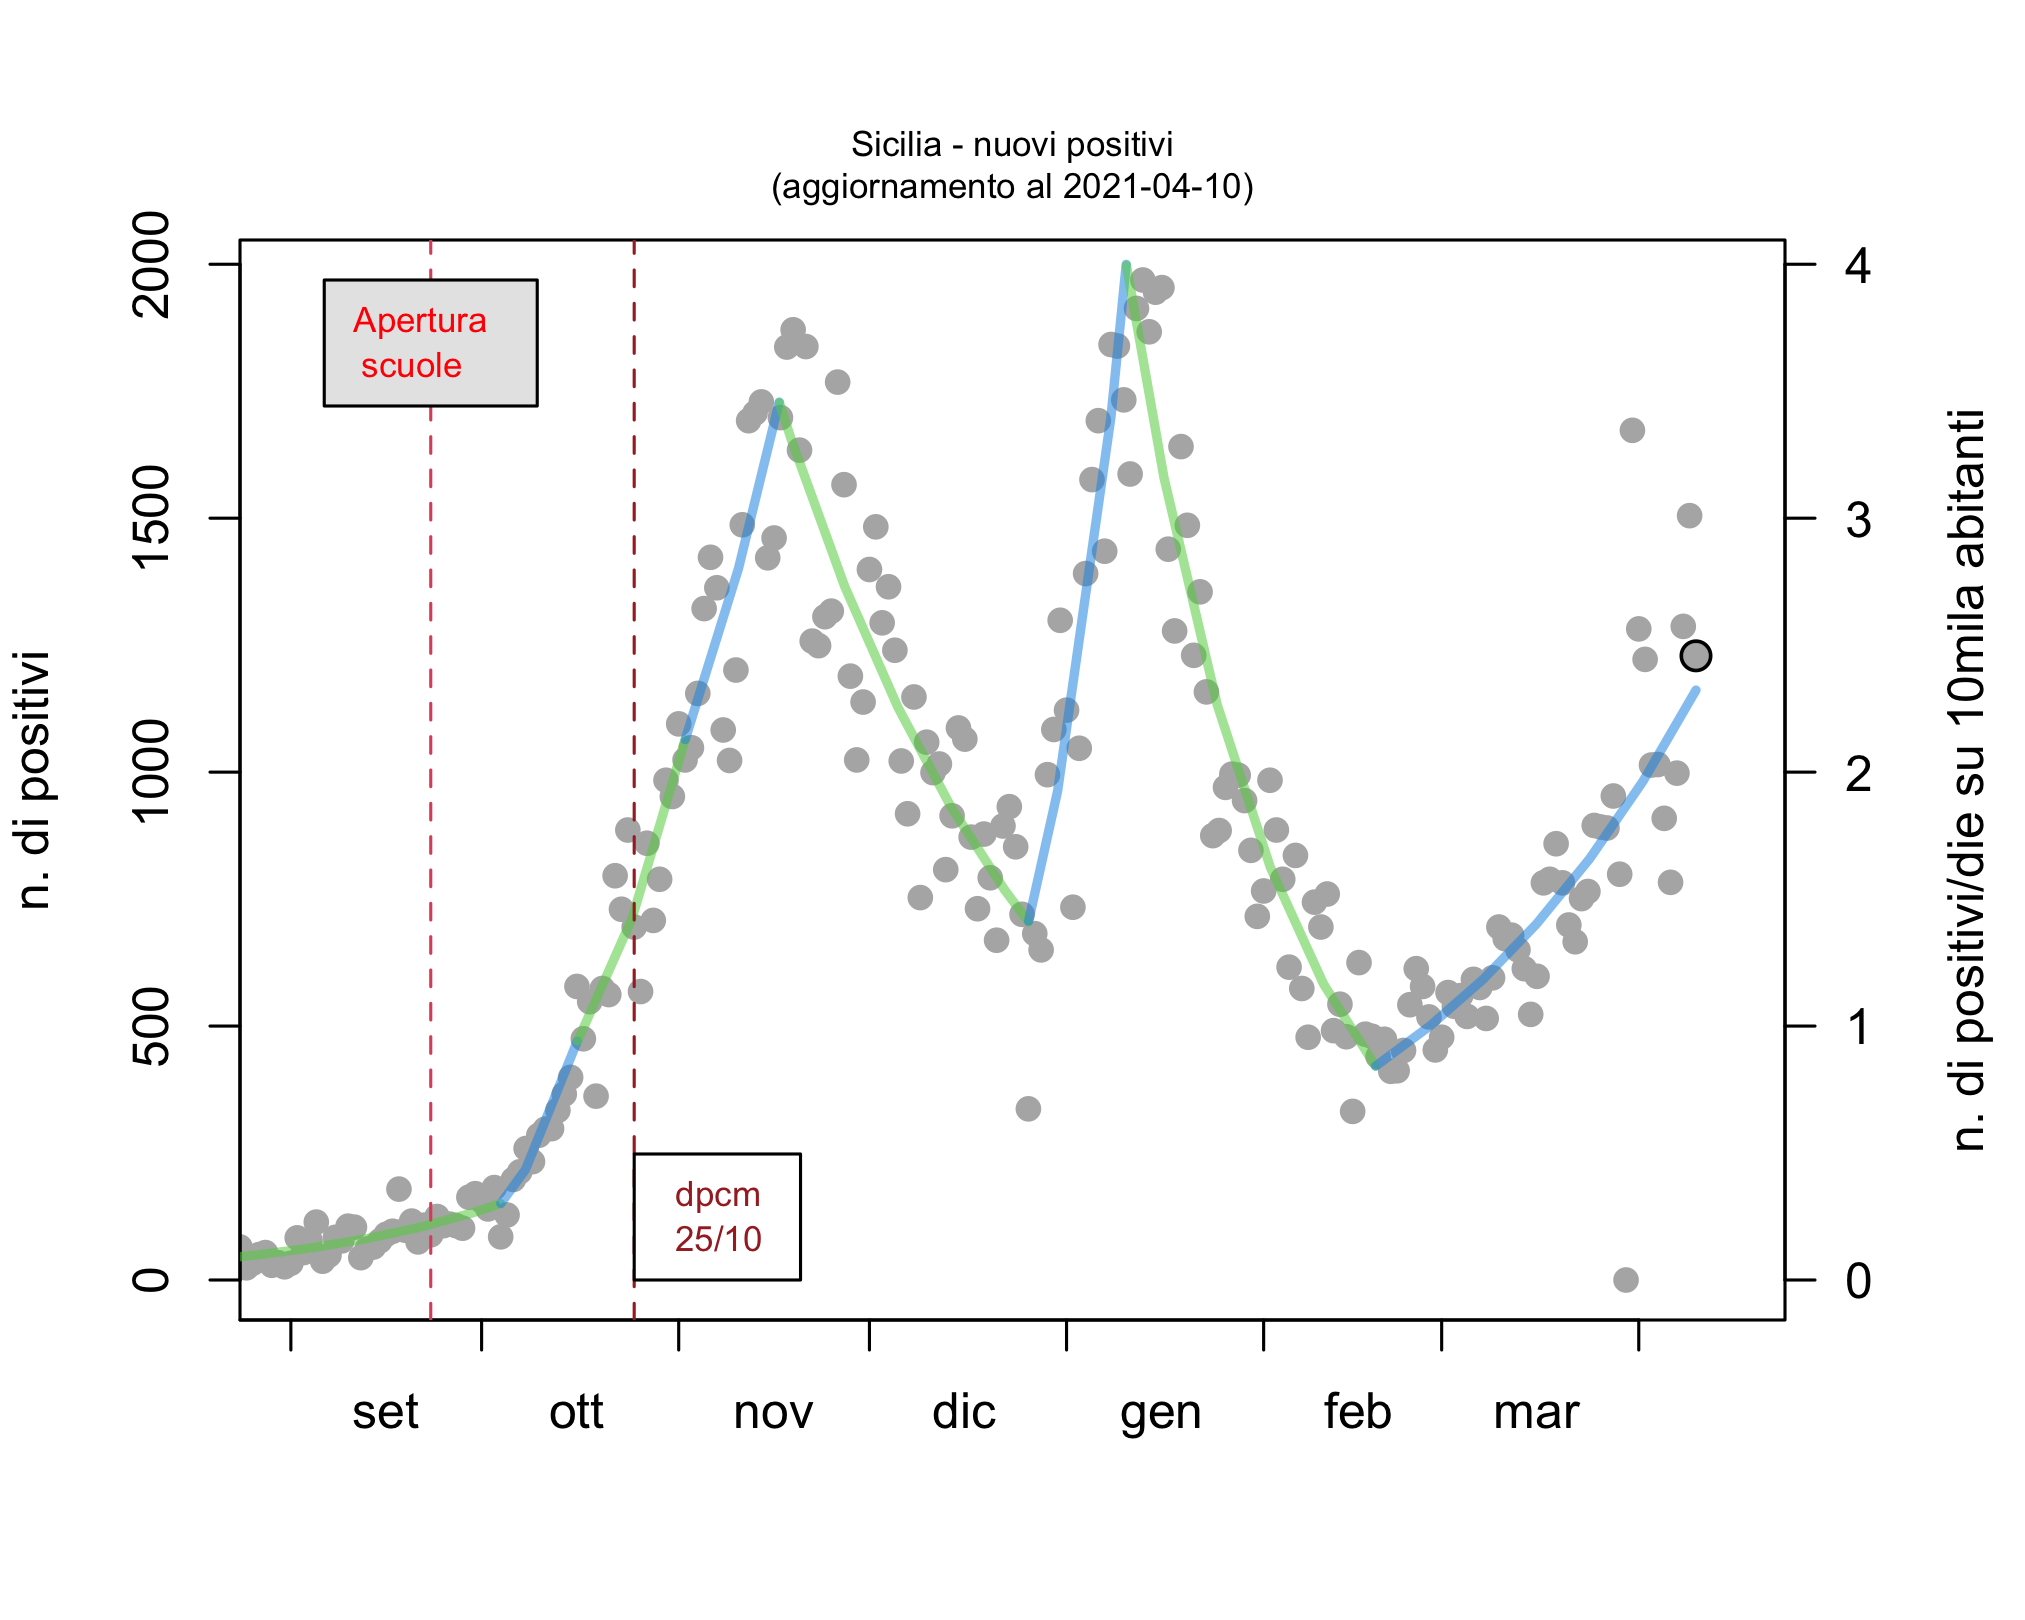 Sicilia - nuovi positivi
(aggiornamento al 2021-04-10)
n. di positivi
2000
1500
1000
500
0
Apertura
scuole
dpcm
25/10
4
3
2
1
0
n. di positivi/die su 10mila abitanti
set ott nov dic gen feb mar